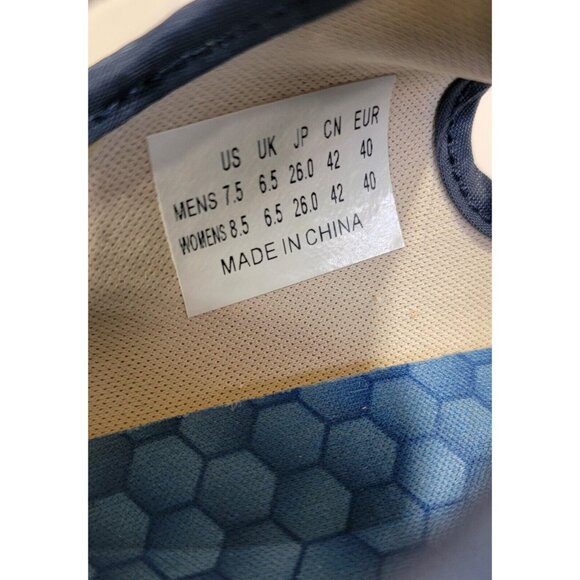 US UK JP CN EUR
MENS 7.5 6.5 26.0 42 40
WOMENS 8.5 6.5 26.0 42 40
MADE IN CHINA